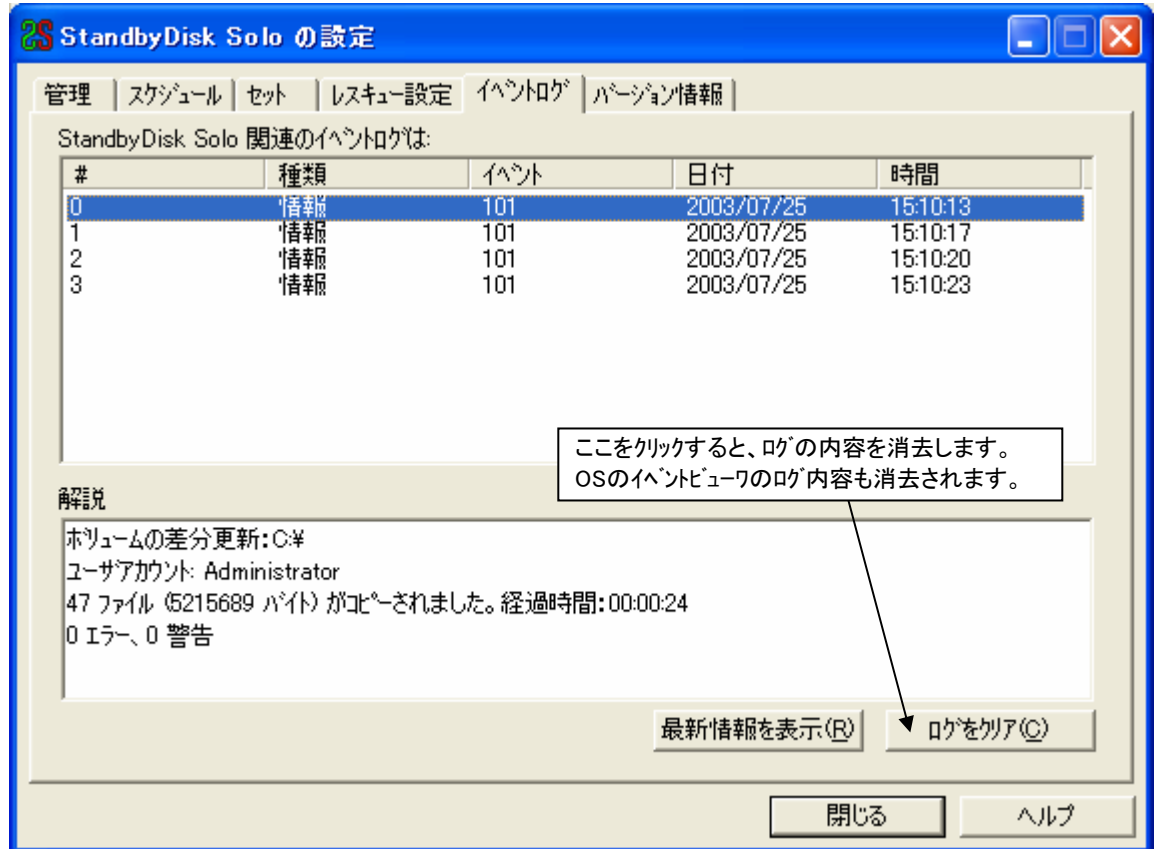 StandbyDisk Solo の設定
管理 スケジュール セット レスキュー設定 イベントログ バージョン情報
StandbyDisk Solo 関連のイベントログは:
# 種類 イベント 日付 時間
0 情報 101 2003/07/25 15:10:13
1 情報 101 2003/07/25 15:10:17
2 情報 101 2003/07/25 15:10:20
3 情報 101 2003/07/25 15:10:23
ここをクリックすると、ログの内容を消去します。
OSのイベントビューワのログ内容も消去されます。
解説
ボリュームの差分更新: C:¥
ユーザアカウント: Administrator
47 ファイル (5215689 バイト) がコピーされました。経過時間: 00:00:24
0 エラー、0 警告
最新情報を表示(R) ログをクリア(C)
閉じる ヘルプ